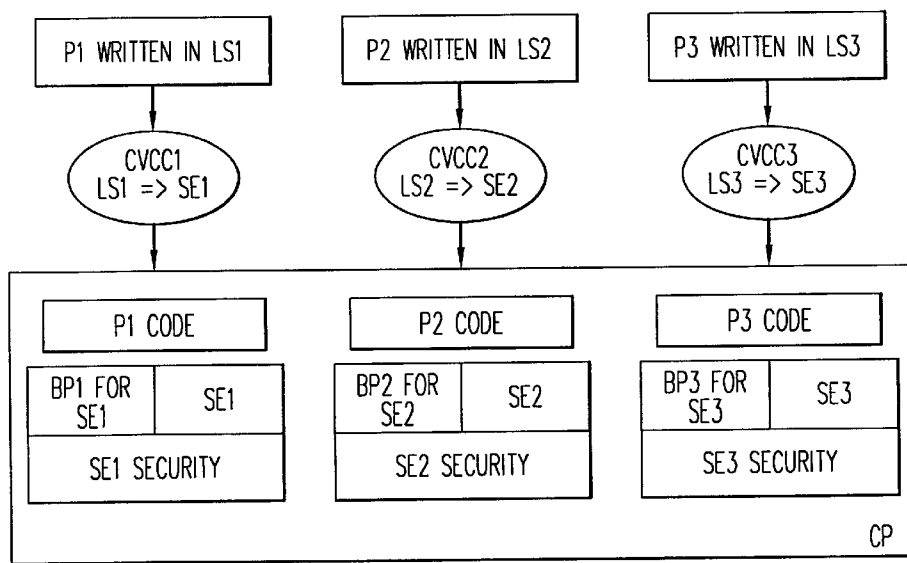 P1 WRITTEN IN LS1
P2 WRITTEN IN LS2
P3 WRITTEN IN LS3
CVCC1
LS1 => SE1
CVCC2
LS2 => SE2
CVCC3
LS3 => SE3
P1 CODE
P2 CODE
P3 CODE
BP1 FOR
SE1
SE1
BP2 FOR
SE2
SE2
BP3 FOR
SE3
SE3
SE1 SECURITY
SE2 SECURITY
SE3 SECURITY
CP